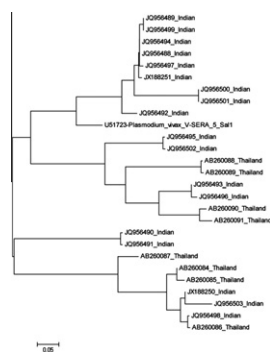 JQ956489_Indian
JQ956499_Indian
JQ956494_Indian
JQ956488_Indian
JQ956497_Indian
JX188251_Indian
JQ956500_Indian
JQ956501_Indian
JQ956492_Indian
U51723-Plasmodium_vivax_V-SERA_5_Sal1
JQ956495_Indian
JQ956502_Indian
AB260088_Thailand
AB260089_Thailand
JQ956493_Indian
JQ956496_Indian
AB260090_Thailand
AB260091_Thailand
JQ956490_Indian
JQ956491_Indian
AB260087_Thailand
AB260084_Thailand
AB260085_Thailand
JX188250_Indian
JQ956503_Indian
JQ956498_Indian
AB260086_Thailand
0.05